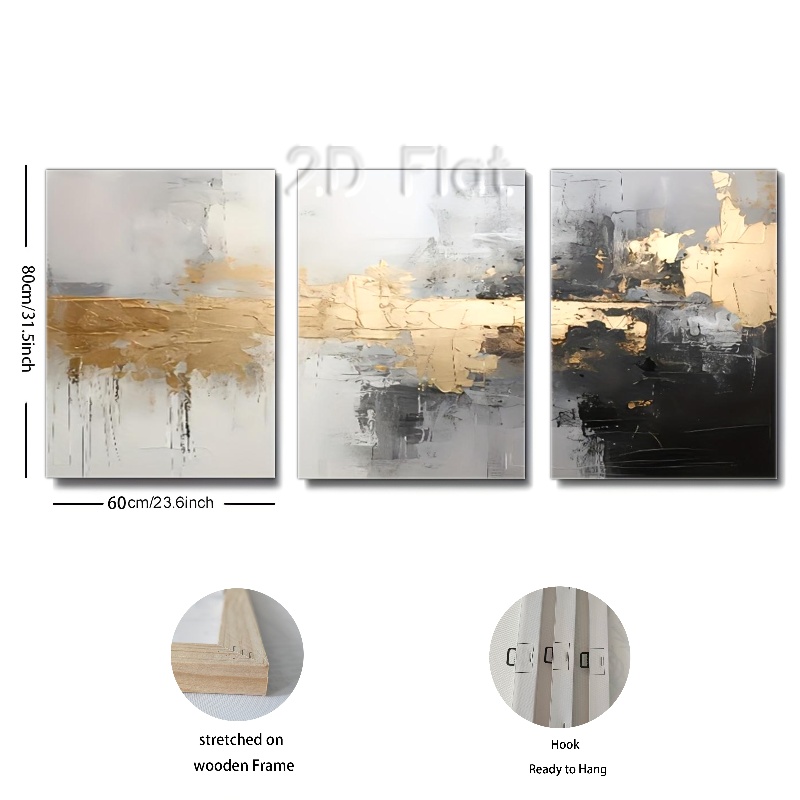 2D Flat
80cm/31.5inch
60cm/23.6inch
stretched on
wooden Frame
Hook
Ready to Hang